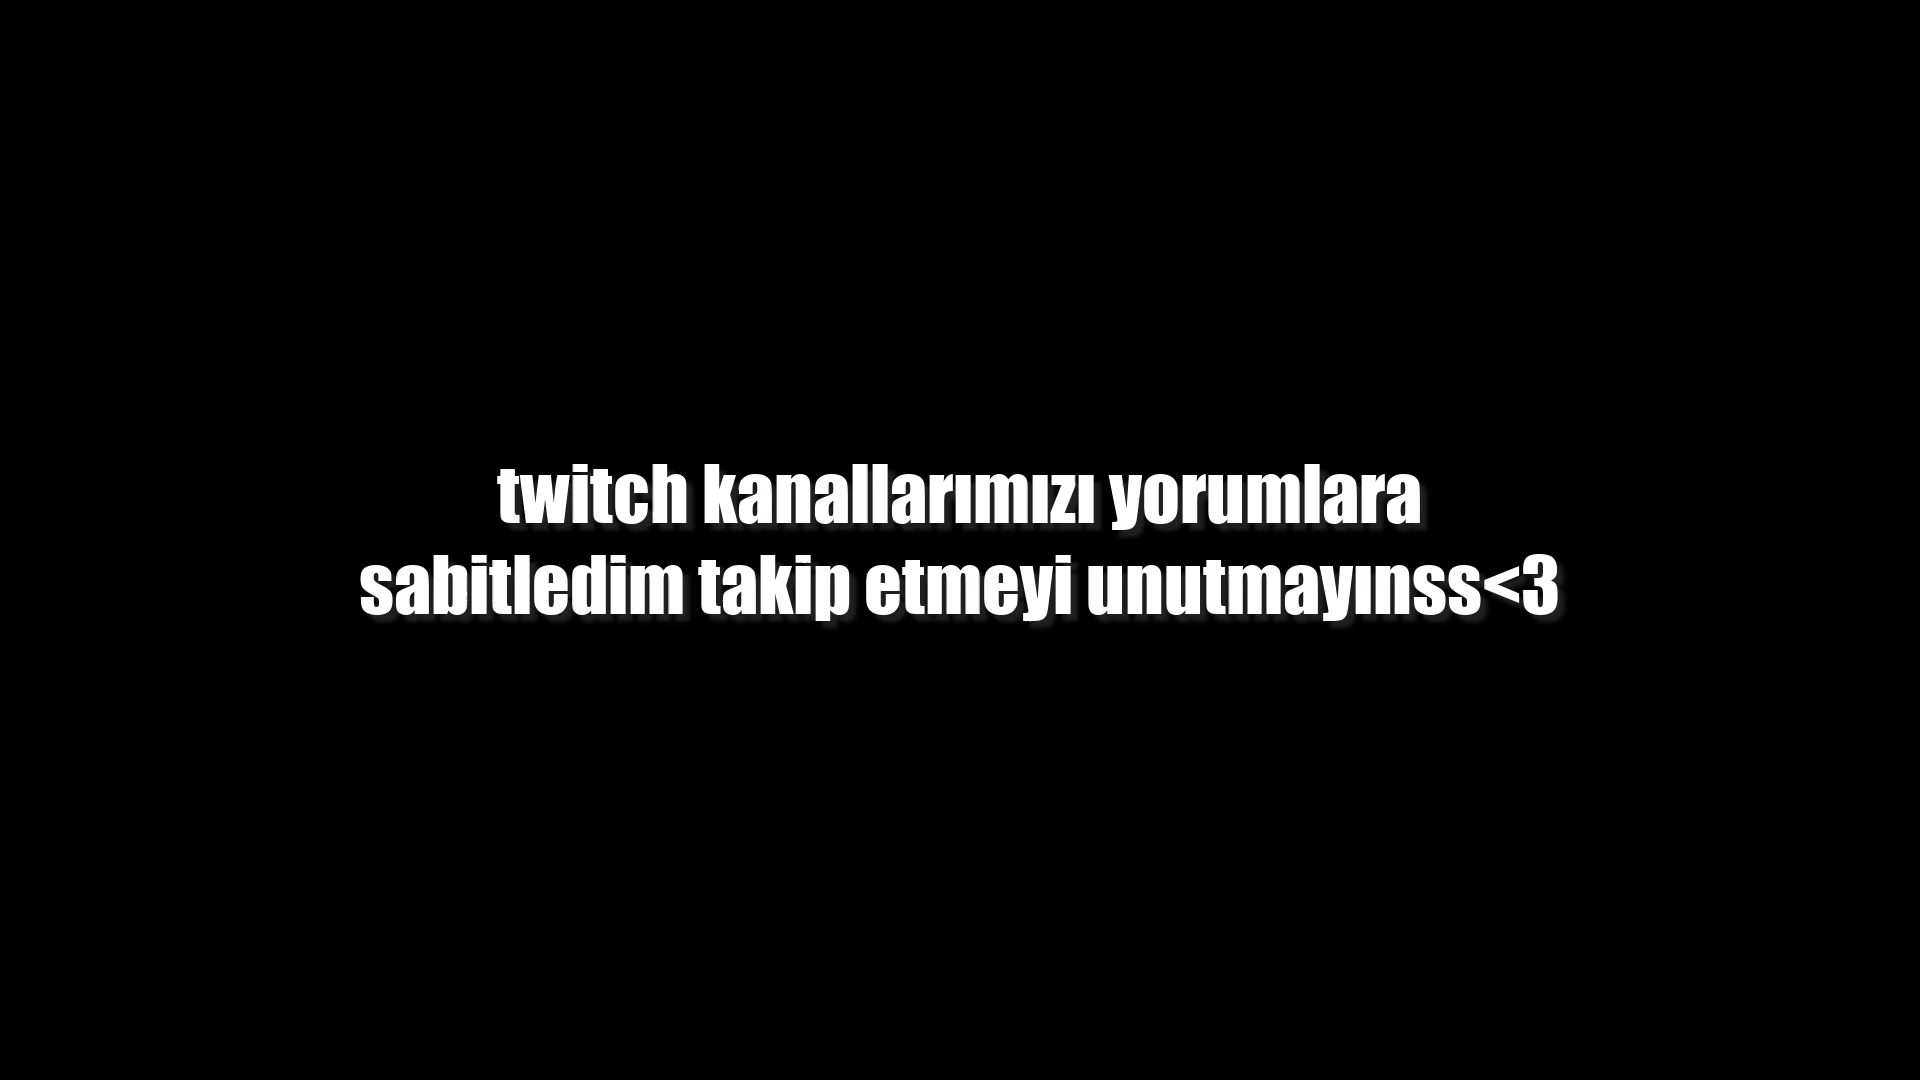 twitch kanallarımızı yorumlara
sabitledim takip etmeyi unutmayınss<3